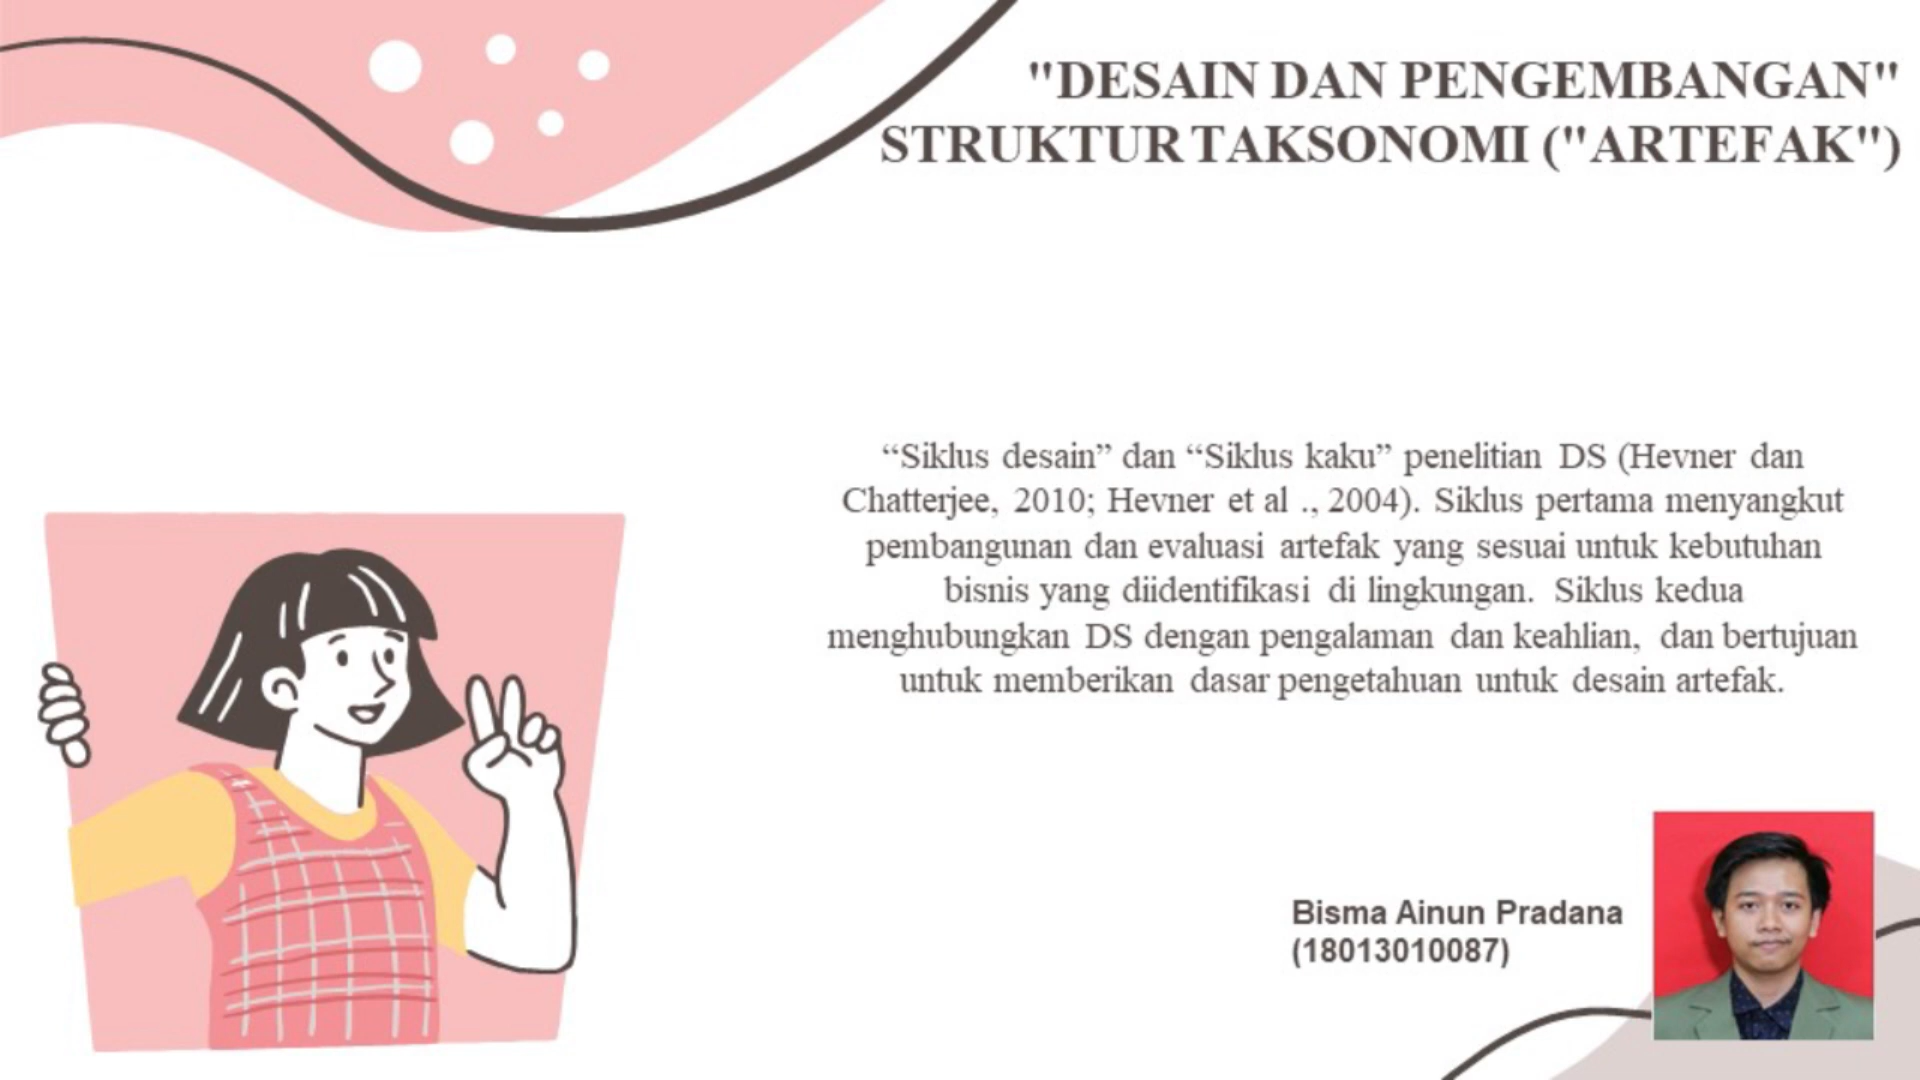 "DESAIN DAN PENGEMBANGAN"
STRUKTUR TAKSONOMI ("ARTEFAK")
“Siklus desain” dan “Siklus kaku” penelitian DS (Hevner dan
Chatterjee, 2010; Hevner et al ., 2004). Siklus pertama menyangkut
pembangunan dan evaluasi artefak yang sesuai untuk kebutuhan
bisnis yang diidentifikasi di lingkungan. Siklus kedua
menghubungkan DS dengan pengalaman dan keahlian, dan bertujuan
untuk memberikan dasar pengetahuan untuk desain artefak.
Bisma Ainun Pradana
(18013010087)